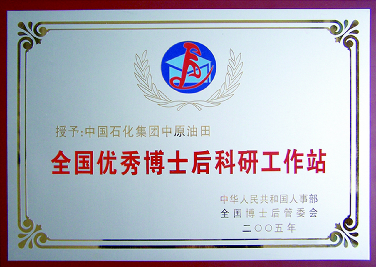 授予:中国石化集团中原油田
全国优秀博士后科研工作站
中华人民共和国人事部
全国博士后管委会
二〇〇五年